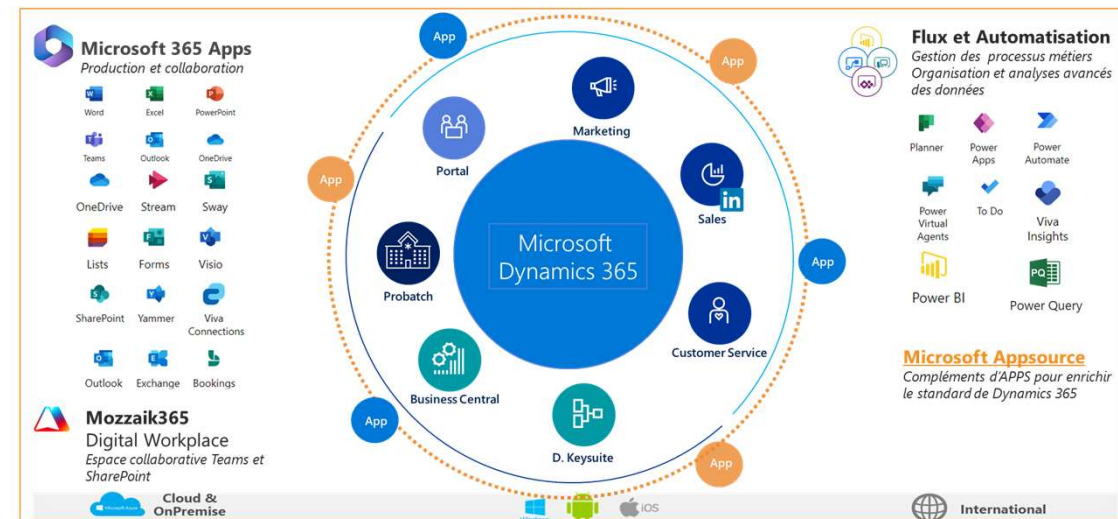 Microsoft 365 Apps
Production et collaboration
Word
Excel
PowerPoint
Teams
Outlook
OneDrive
OneDrive
Stream
Sway
Lists
Forms
Visio
SharePoint
Yammer
Viva
Connections
Outlook
Exchange
Bookings
Mozzaik365
Digital Workplace
Espace collaborative Teams et
SharePoint
App
App
App
App
App
App
Marketing
Portal
Sales
in
Probatch
Microsoft
Dynamics 365
Customer Service
Business Central
D. Keysuite
Flux et Automatisation
Gestion des processus métiers
Organisation et analyses avancés
des données
Planner
Power
Apps
Power
Automate
Power
Virtual
Agents
To Do
Viva
Insights
Power BI
PQ
Power Query
Microsoft Appsource
Compléments d'APPS pour enrichir
le standard de Dynamics 365
Microsoft Azure
Cloud &
OnPremise
Windows
iOS
International